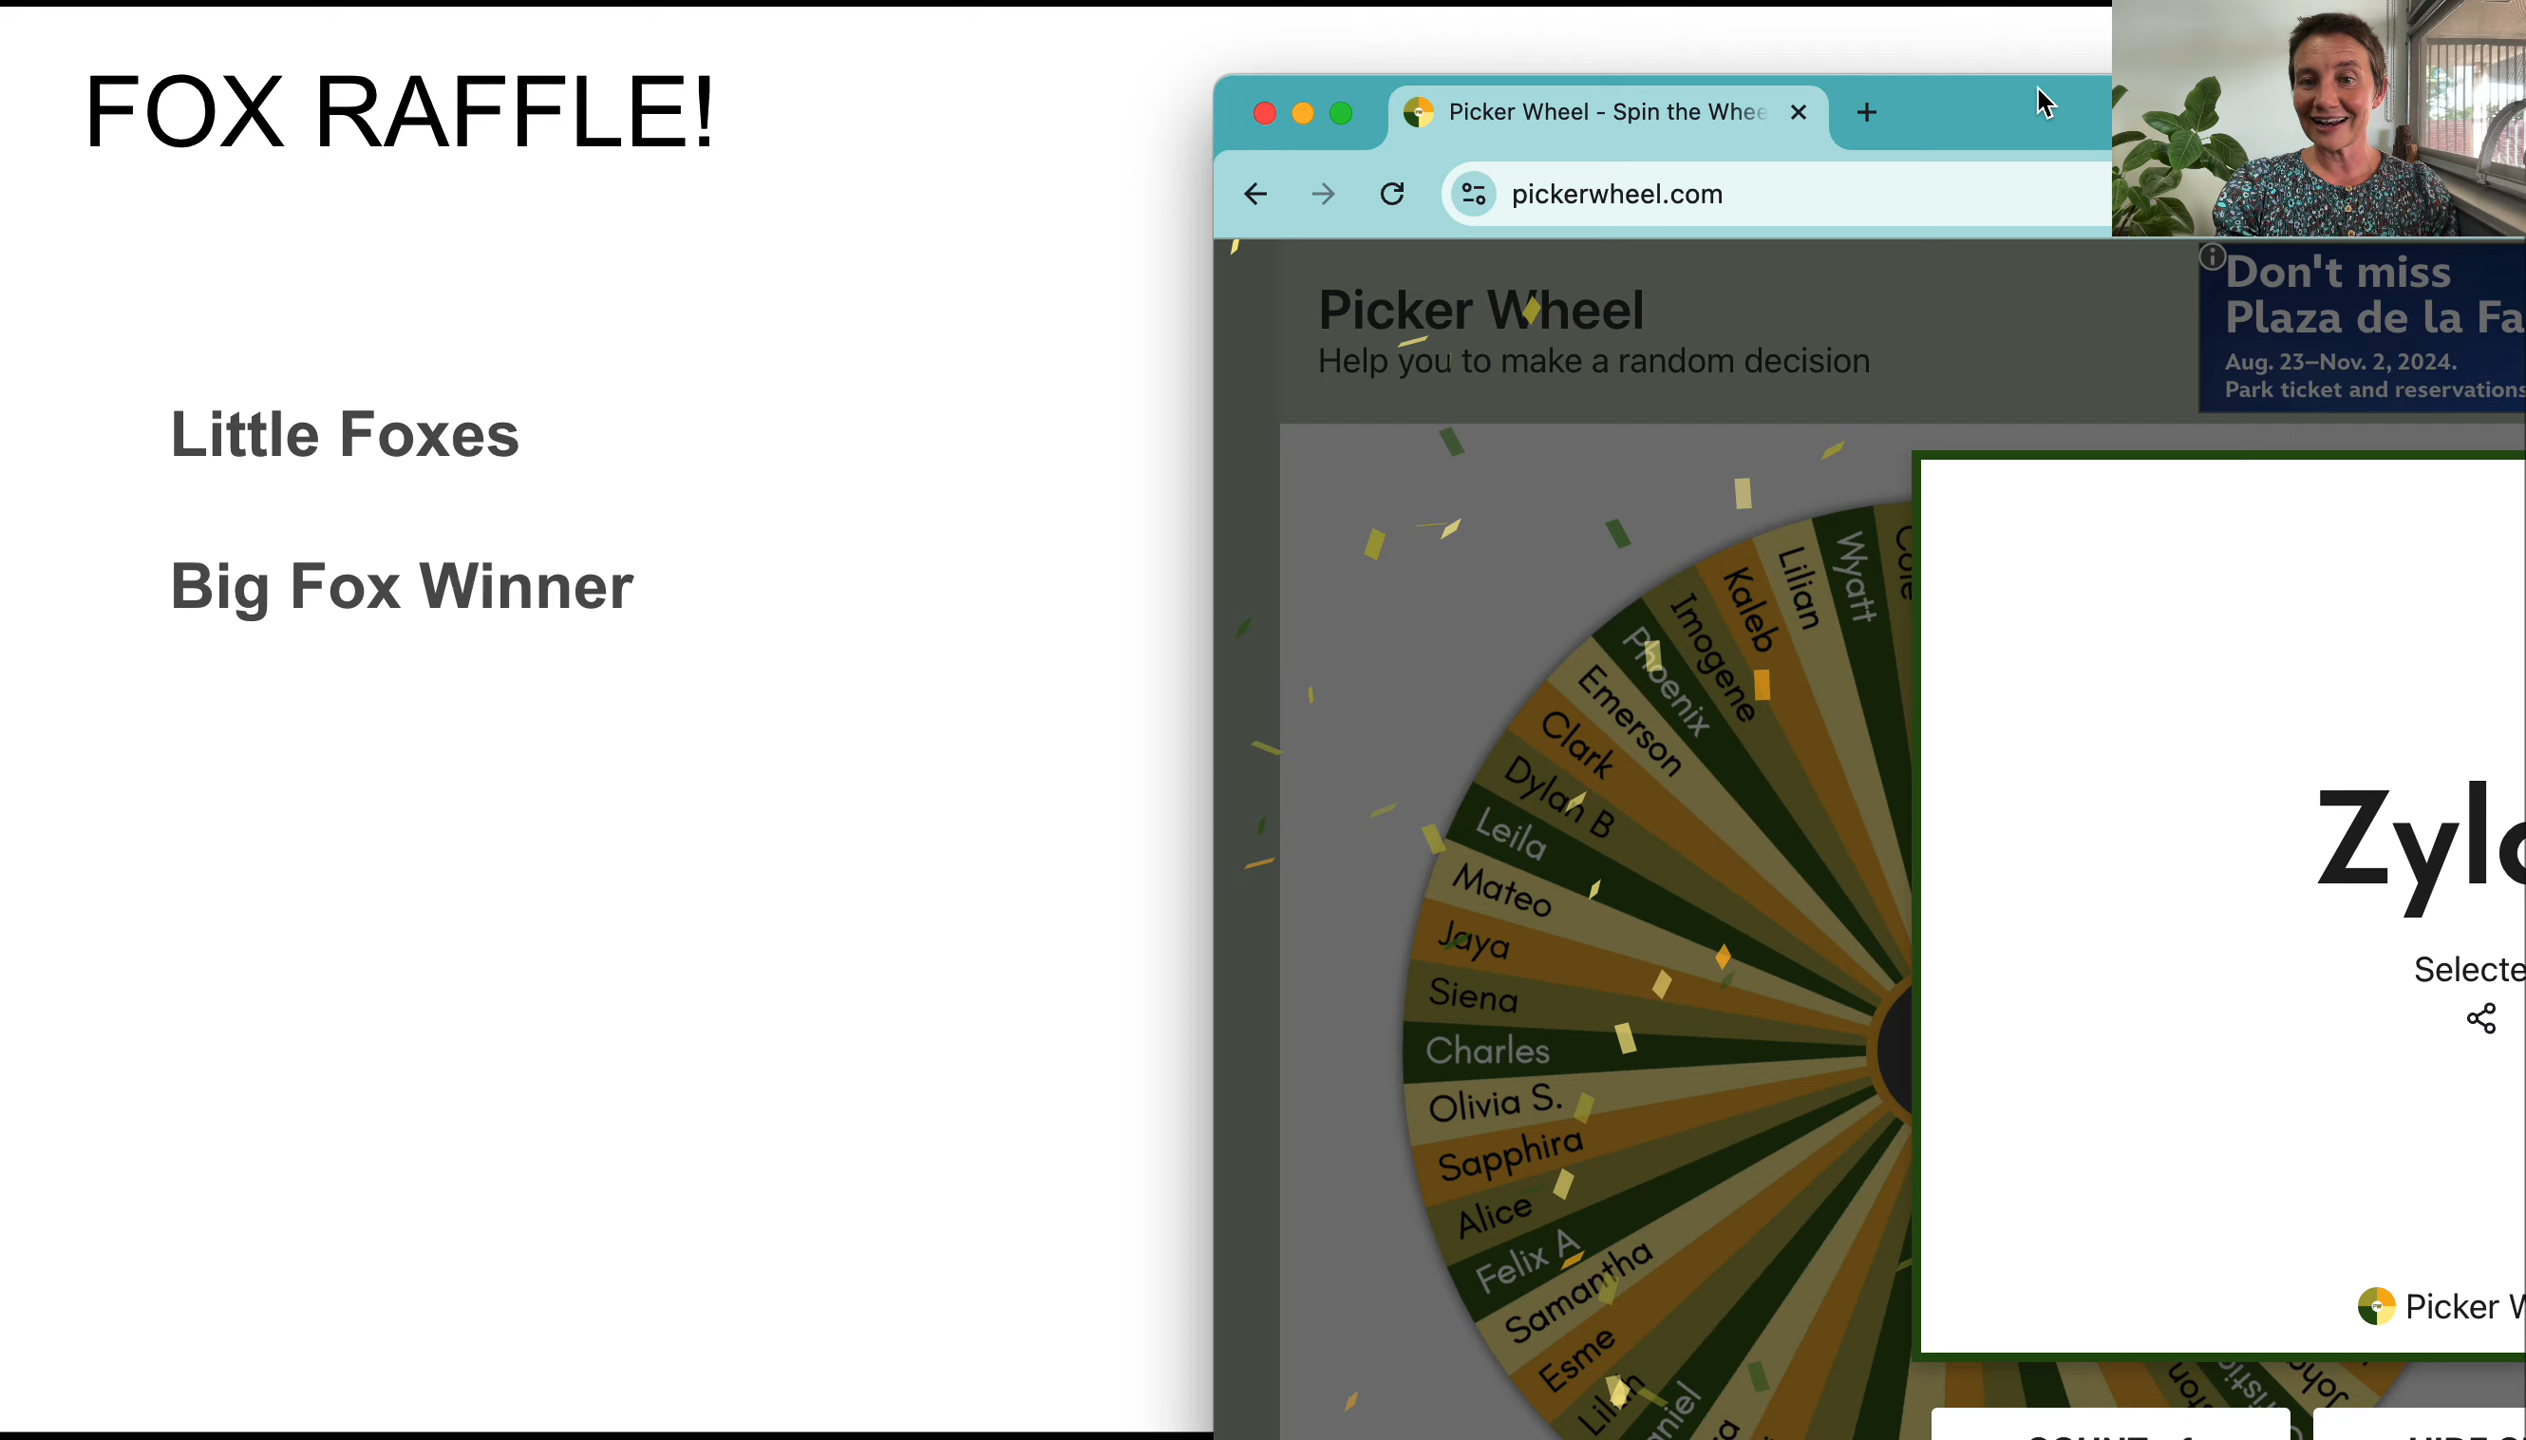 FOX RAFFLE!
Little Foxes
Big Fox Winner
Picker Wheel - Spin the Whee
pickerwheel.com
Picker Wheel
Help you to make a random decision
Don't miss
Plaza de la Fa
Aug. 23–Nov. 2, 2024.
Park ticket and reservations
Wyatt
Lilian
Kaleb
Imogene
Phoenix
Emerson
Clark
Dylan B
Leila
Mateo
Jaya
Siena
Charles
Olivia S.
Sapphira
Alice
Felix A
Samantha
Esme
Lilah
Selecte
Picker W